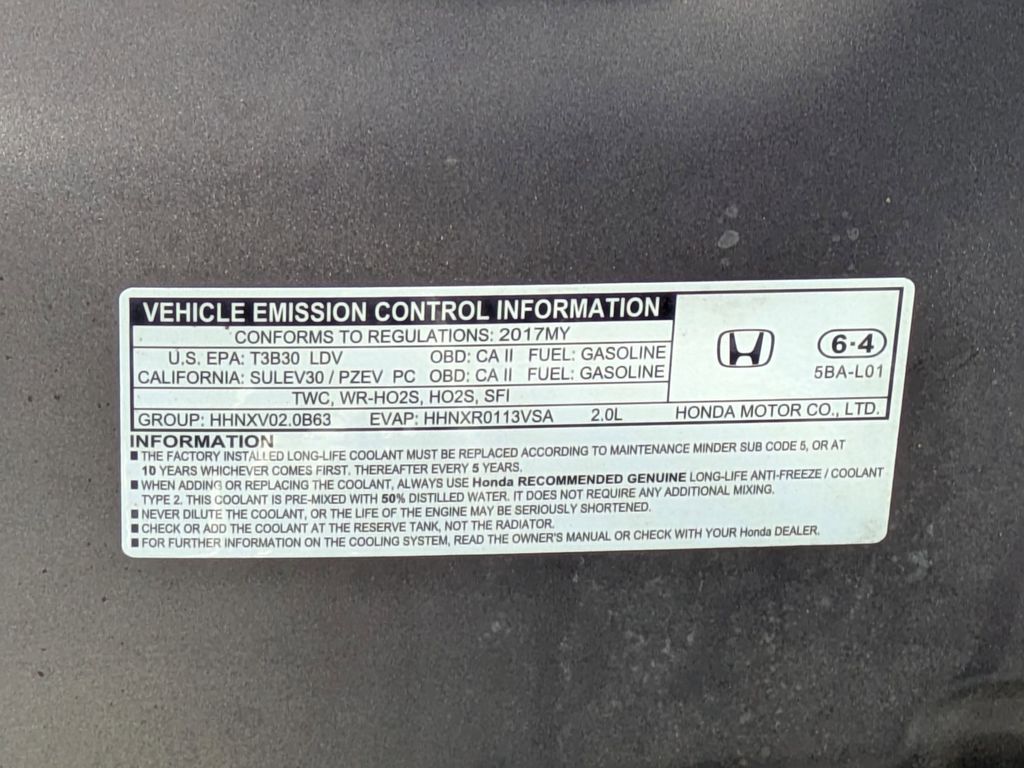 VEHICLE EMISSION CONTROL INFORMATION
CONFORMS TO REGULATIONS: 2017MY
U.S. EPA: T3B30 LDV OBD: CA II FUEL: GASOLINE
CALIFORNIA: SULEV30 / PZEV PC OBD: CA II FUEL: GASOLINE
TWC, WR-HO2S, HO2S, SFI
GROUP: HHNXV02.0B63 EVAP: HHNXR0113VSA 2.0L
6·4
5BA-L01
HONDA MOTOR CO., LTD.
INFORMATION
■ THE FACTORY INSTALLED LONG-LIFE COOLANT MUST BE REPLACED ACCORDING TO MAINTENANCE MINDER SUB CODE 5, OR AT
10 YEARS WHICHEVER COMES FIRST. THEREAFTER EVERY 5 YEARS.
■ WHEN ADDING OR REPLACING THE COOLANT, ALWAYS USE Honda RECOMMENDED GENUINE LONG-LIFE ANTI-FREEZE / COOLANT
TYPE 2. THIS COOLANT IS PRE-MIXED WITH 50% DISTILLED WATER. IT DOES NOT REQUIRE ANY ADDITIONAL MIXING.
■ NEVER DILUTE THE COOLANT, OR THE LIFE OF THE ENGINE MAY BE SERIOUSLY SHORTENED.
■ CHECK OR ADD THE COOLANT AT THE RESERVE TANK, NOT THE RADIATOR.
■ FOR FURTHER INFORMATION ON THE COOLING SYSTEM, READ THE OWNER'S MANUAL OR CHECK WITH YOUR Honda DEALER.